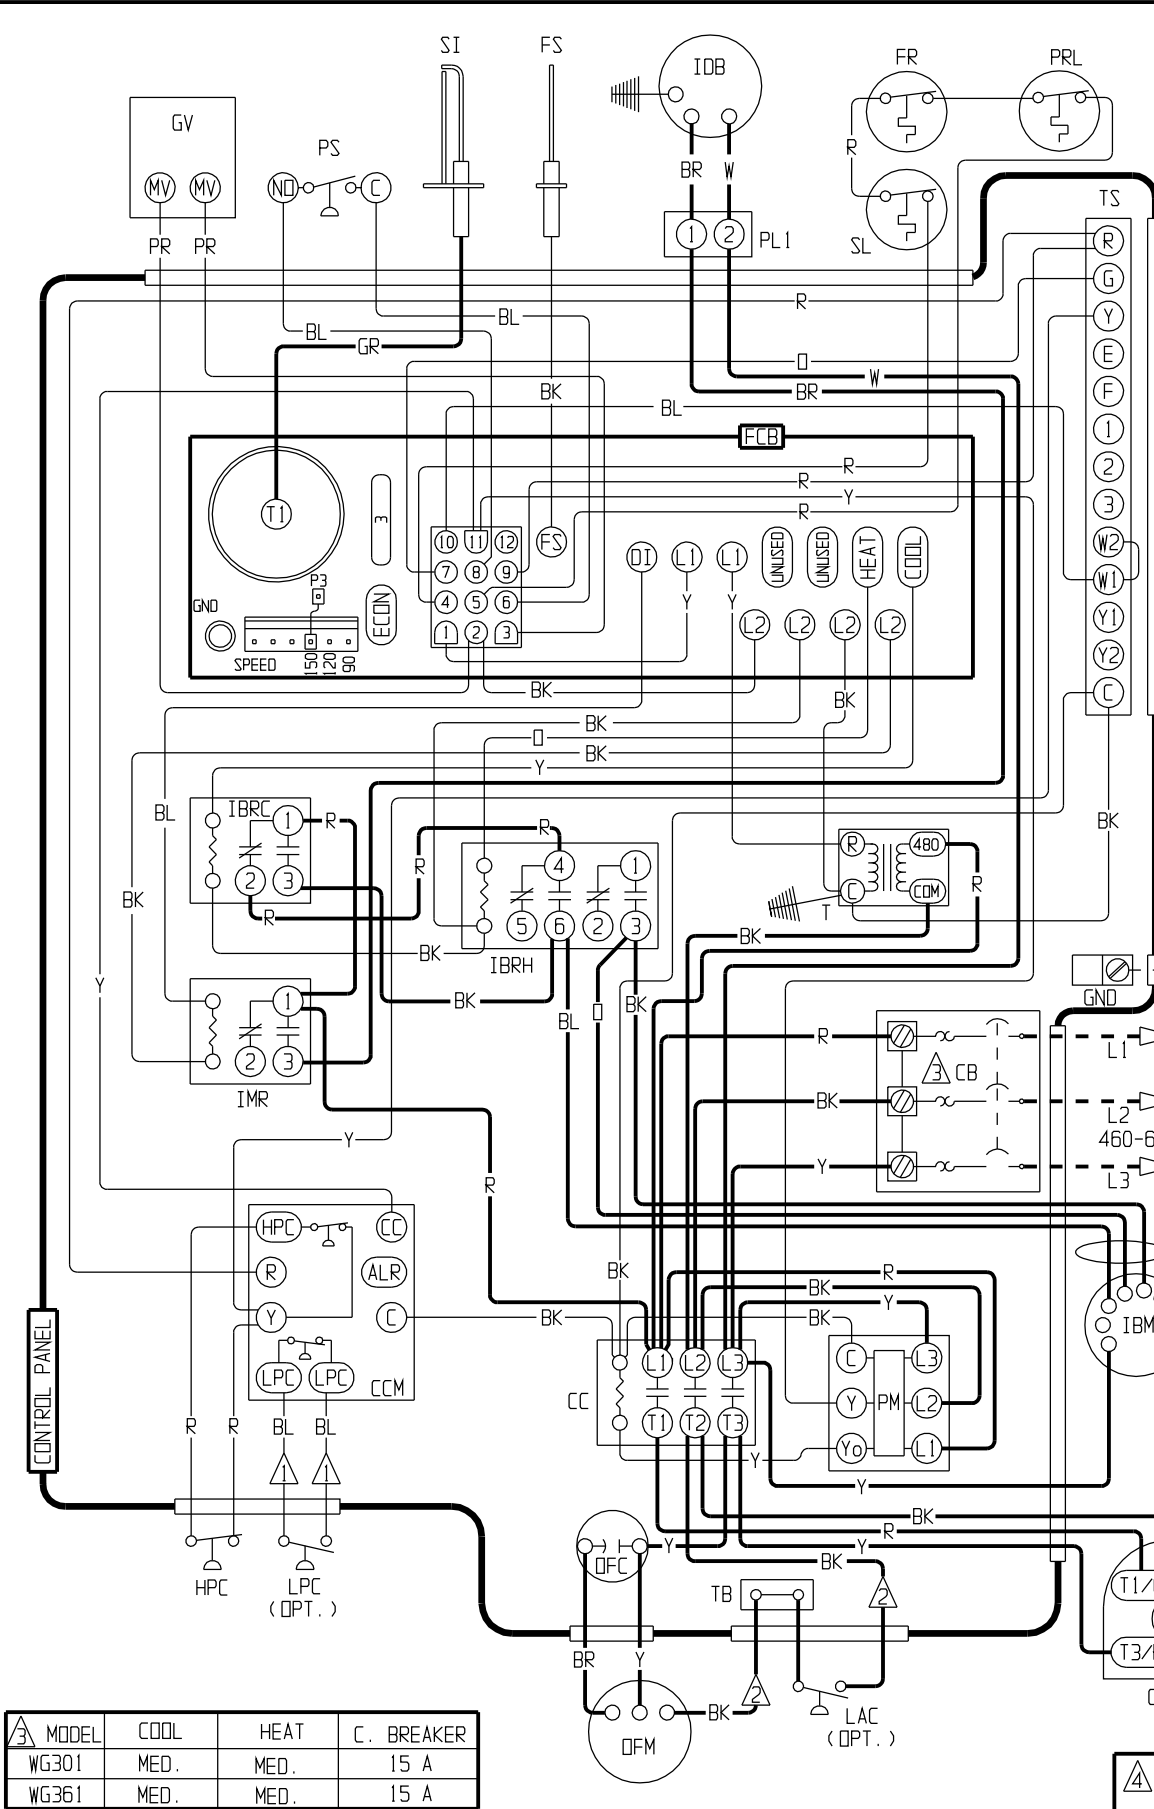 SI
FS
IDB
FR
PRL
GV
PS
MV
MV
NO
C
BR
W
R
TS
PR
PR
1
2
PL1
SL
R
G
Y
E
F
1
2
3
W2
W1
Y1
Y2
C
R
BL
BL
GR
O
W
BK
BR
BL
FCB
R
R
Y
R
T1
3
10
11
12
7
8
9
4
5
6
1
2
3
FS
DI
L1
L1
UNUSED
UNUSED
HEAT
COOL
P3
ECON
GND
Y
Y
L2
L2
L2
L2
SPEED
150
120
90
BK
BK
BK
O
BK
Y
BL
IBRC
1
R
R
2
3
R
BK
4
1
R
5
6
2
3
IBRH
BK
R
480
C
COM
T
R
BK
BK
GND
Y
1
2
3
IMR
BK
BL
O
BK
R
BK
Y
3
CB
L1
L2
460-6
L3
Y
R
HPC
CC
R
ALR
Y
C
LPC
LPC
CCM
BK
BK
R
BK
Y
BK
IBM
CONTROL PANEL
L1
L2
L3
CC
T1
T2
T3
C
L3
Y
PM
L2
Yo
L1
Y
Y
R
R
BL
BL
1
1
BK
R
Y
OFC
Y
BK
HPC
LPC
(OPT.)
TB
2
T1/
T3/
BR
Y
BK
2
LAC
(OPT.)
OFM
3 MODEL COOL HEAT C. BREAKER
WG301 MED. MED. 15 A
WG361 MED. MED. 15 A
4